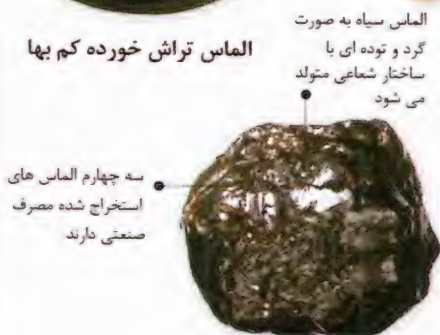 الماس سیاه به صورت
گرد و توده ای با
ساختار شعاعی متولد
می شود
الماس تراش خورده کم بها
سه چهارم الماس های
استخراج شده مصرف
صنعتی دارند